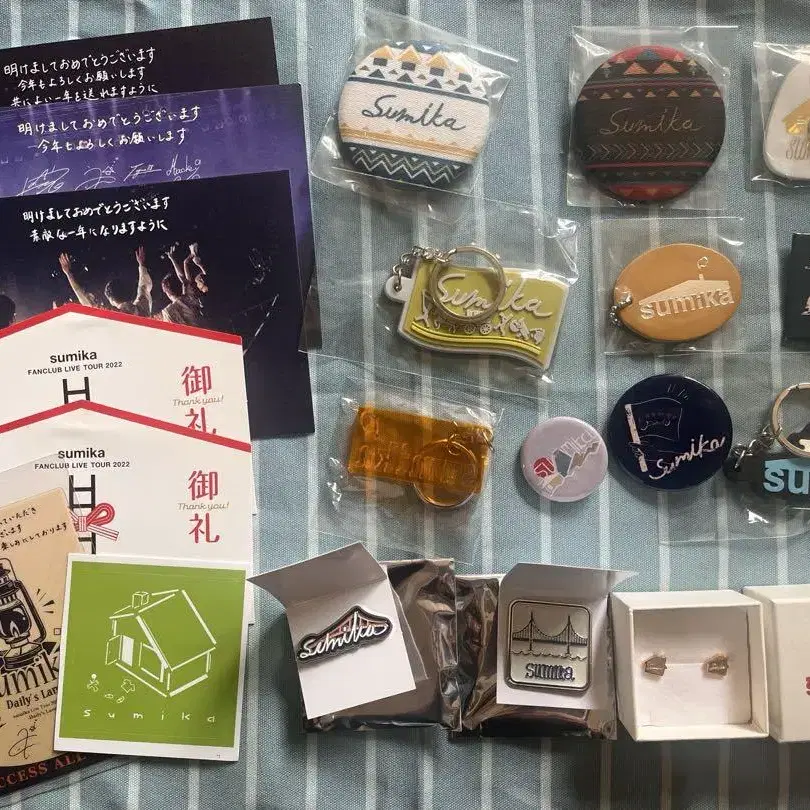 明けましておめでとうございます
今年もよろしくお願いします
共によい一年も送れますように
明けましておめでとうございます
今年もよろしくお願いします
明けましておめでとうございます
素敵な一年になりますように
sumika
FANCLUB LIVE TOUR 2022
御礼
Thank you!
sumika
FANCLUB LIVE TOUR 2022
御礼
Thank you!
sumika
Sumika
Sumika
Sumika
sumika
Sumika
su
Sumika
sumika
umik
Daily's Lan
CCESS ALL